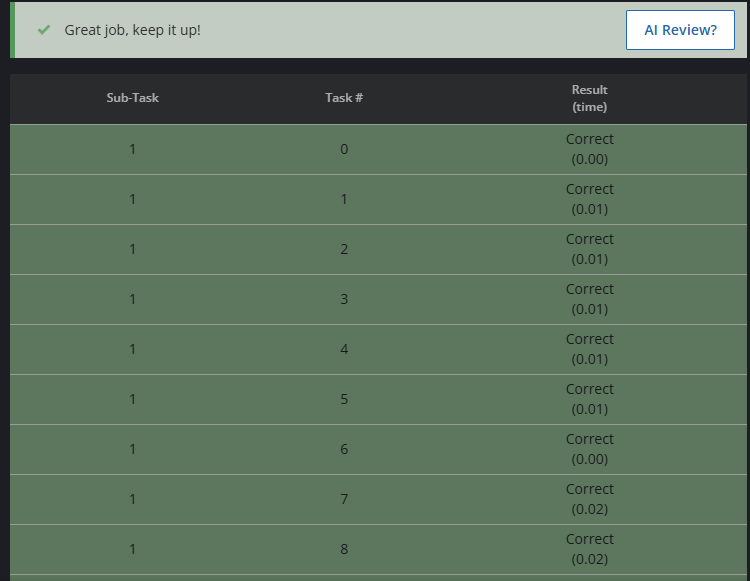 Great job, keep it up!
AI Review?
Sub-Task Task # Result
(time)
1 0 Correct
(0.00)
1 1 Correct
(0.01)
1 2 Correct
(0.01)
1 3 Correct
(0.01)
1 4 Correct
(0.01)
1 5 Correct
(0.01)
1 6 Correct
(0.00)
1 7 Correct
(0.02)
1 8 Correct
(0.02)